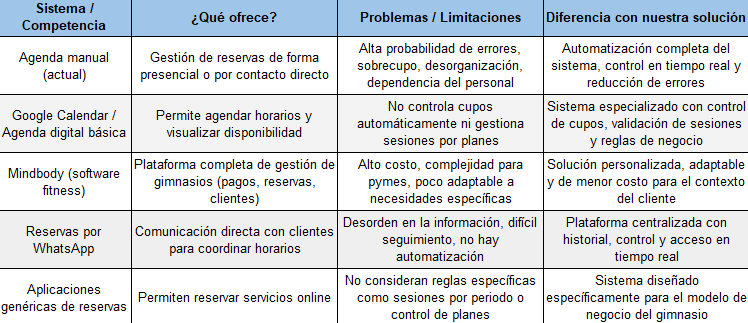 Sistema /
Competencia
¿Qué ofrece?
Problemas / Limitaciones
Diferencia con nuestra solución
Agenda manual
(actual)
Gestión de reservas de forma
presencial o por contacto directo
Alta probabilidad de errores,
sobrecupo, desorganización,
dependencia del personal
Automatización completa del
sistema, control en tiempo real y
reducción de errores
Google Calendar /
Agenda digital básica
Permite agendar horarios y
visualizar disponibilidad
No controla cupos
automáticamente ni gestiona
sesiones por planes
Sistema especializado con control
de cupos, validación de sesiones
y reglas de negocio
Mindbody (software
fitness)
Plataforma completa de gestión de
gimnasios (pagos, reservas,
clientes)
Alto costo, complejidad para
pymes, poco adaptable a
necesidades específicas
Solución personalizada, adaptable
y de menor costo para el contexto
del cliente
Reservas por
WhatsApp
Comunicación directa con clientes
para coordinar horarios
Desorden en la información, difícil
seguimiento, no hay
automatización
Plataforma centralizada con
historial, control y acceso en
tiempo real
Aplicaciones
genéricas de reservas
Permiten reservar servicios online
No consideran reglas específicas
como sesiones por periodo o
control de planes
Sistema diseñado
específicamente para el modelo de
negocio del gimnasio